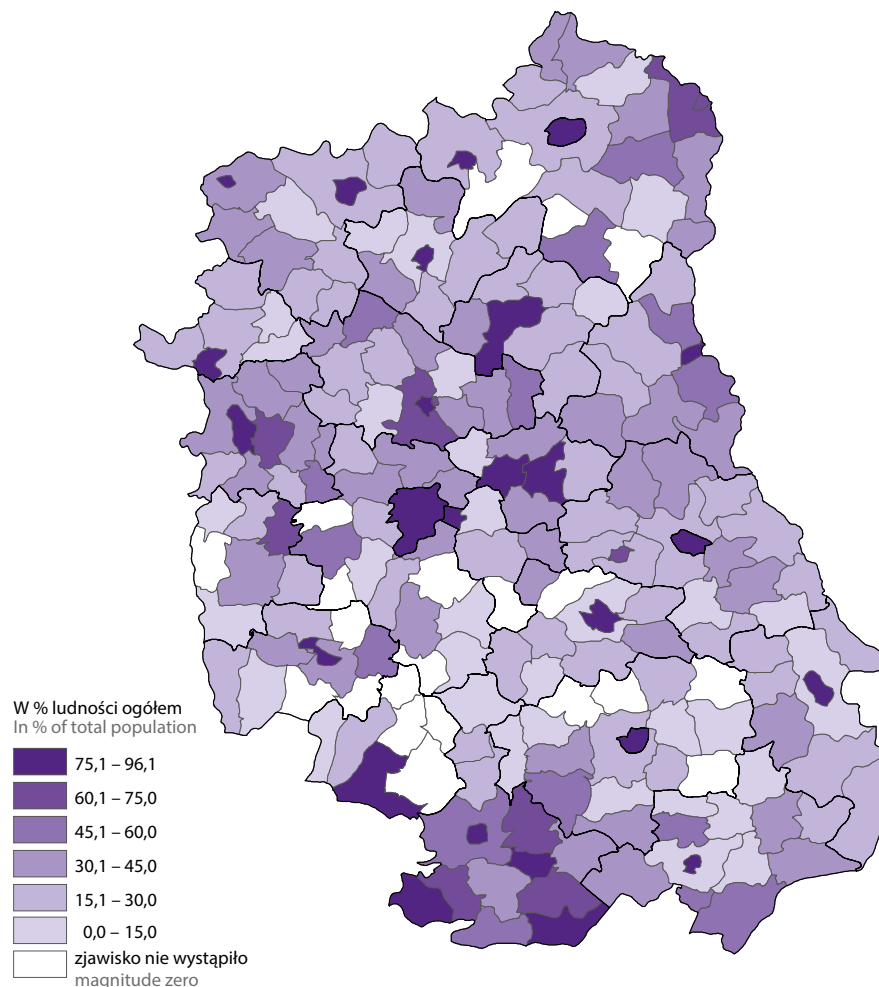 W % ludności ogółem
In % of total population
75,1 – 96,1
60,1 – 75,0
45,1 – 60,0
30,1 – 45,0
15,1 – 30,0
0,0 – 15,0
zjawisko nie wystąpiło
magnitude zero